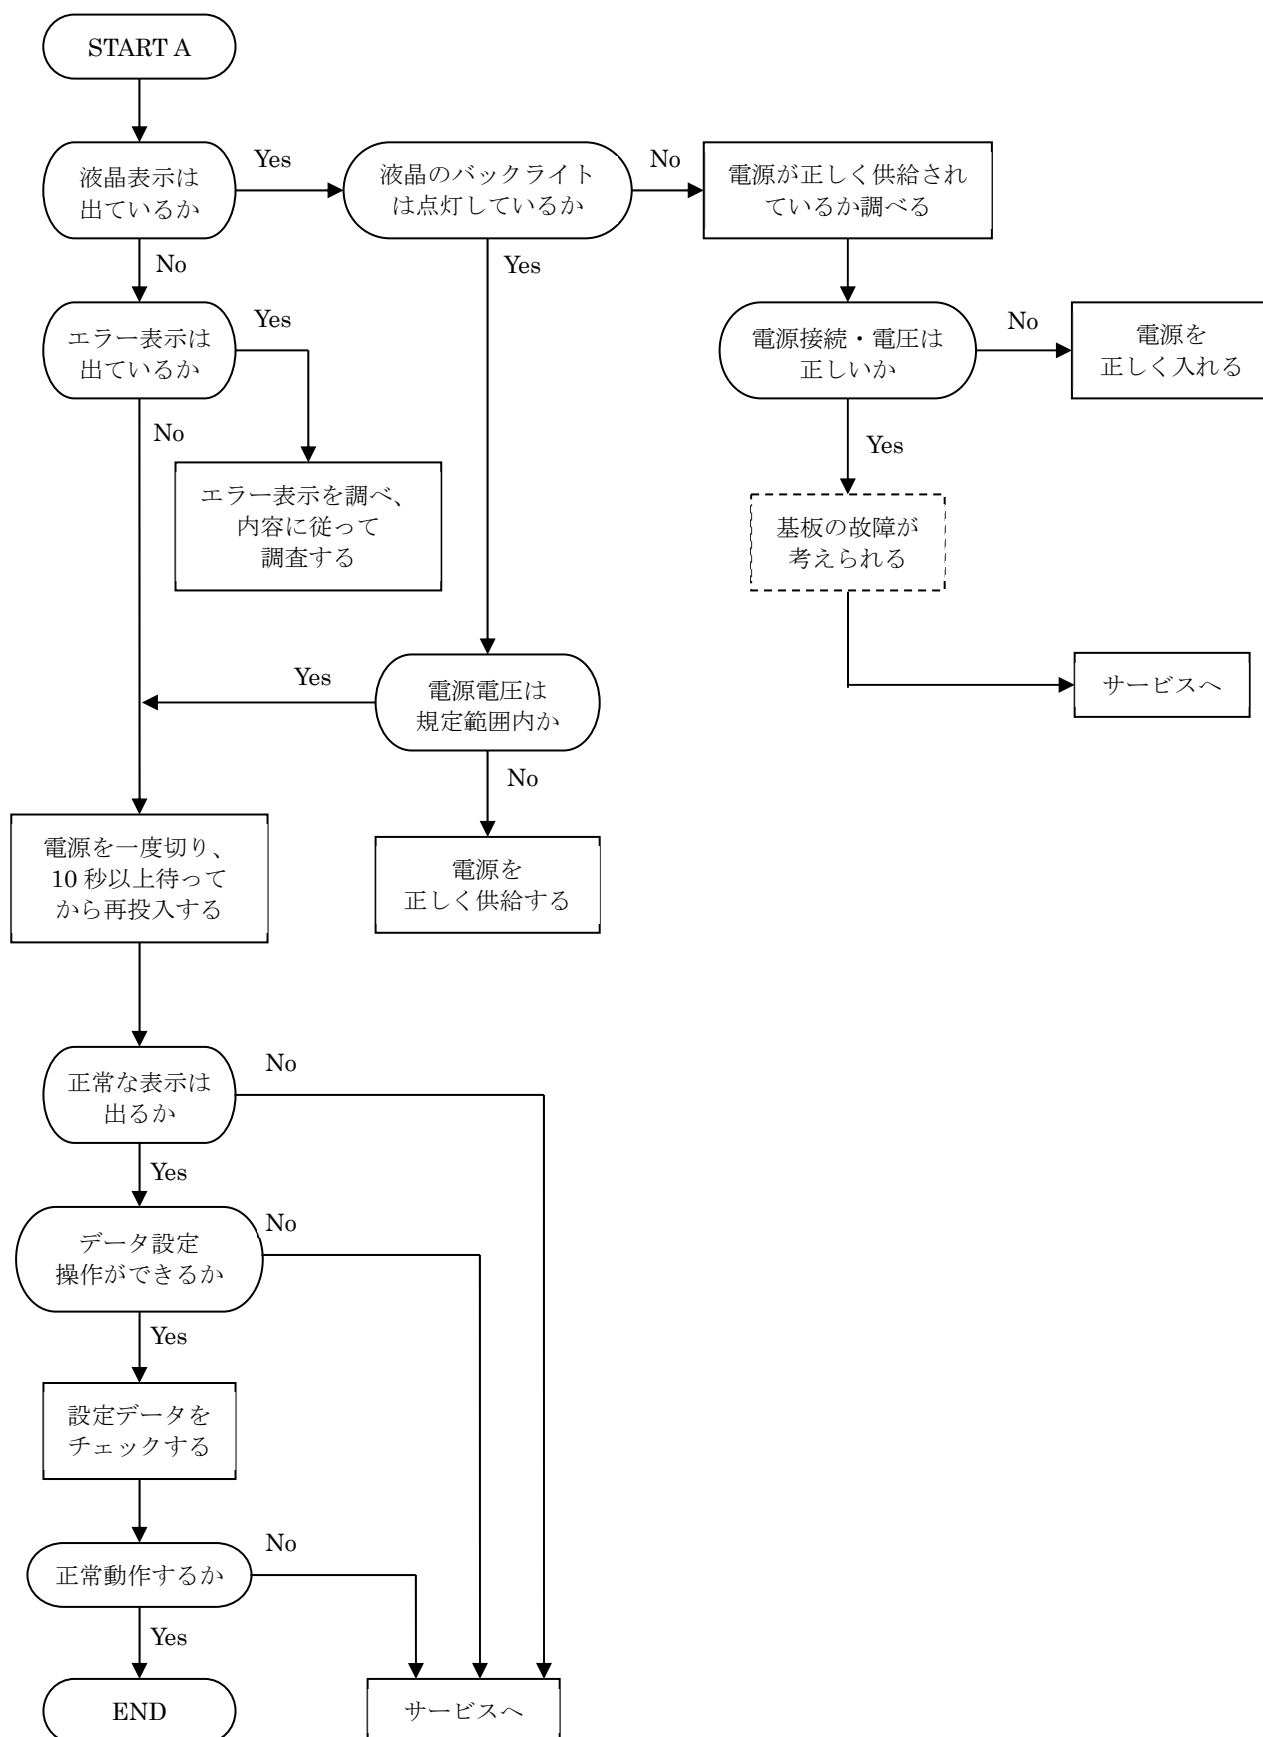 START A
液晶表示は
出ているか
Yes
液晶のバックライト
は点灯しているか
No
電源が正しく供給され
ているか調べる
No
Yes
エラー表示は
出ているか
Yes
電源接続・電圧は
正しいか
No
電源を
正しく入れる
No
Yes
エラー表示を調べ、
内容に従って
調査する
基板の故障が
考えられる
Yes
電源電圧は
規定範囲内か
サービスへ
No
電源を一度切り、
10 秒以上待って
から再投入する
電源を
正しく供給する
正常な表示は
出るか
No
Yes
データ設定
操作ができるか
No
Yes
設定データを
チェックする
正常動作するか
No
Yes
END
サービスへ